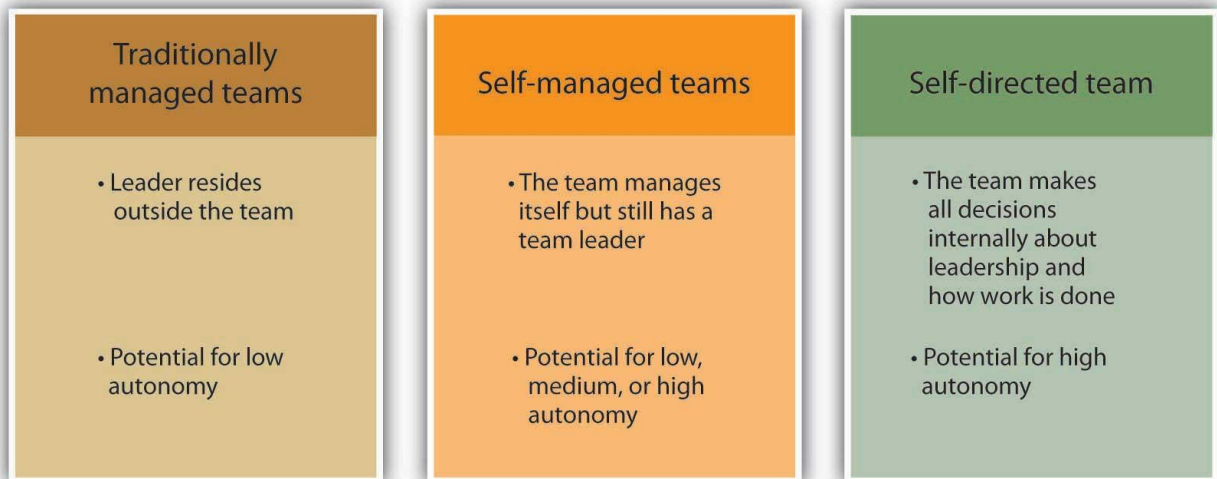 Traditionally
managed teams
• Leader resides
outside the team
• Potential for low
autonomy
Self-managed teams
• The team manages
itself but still has a
team leader
• Potential for low,
medium, or high
autonomy
Self-directed team
• The team makes
all decisions
internally about
leadership and
how work is done
• Potential for high
autonomy